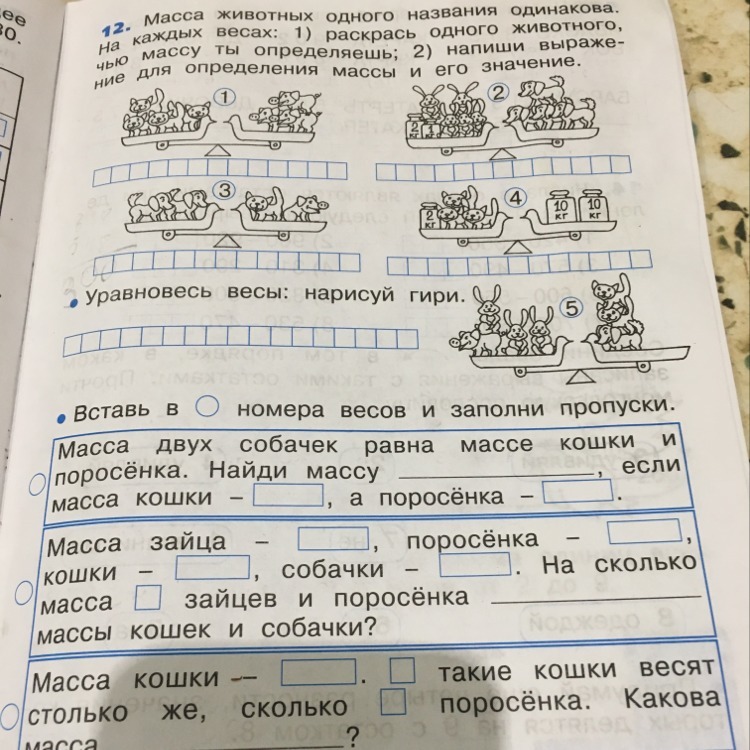 12. Масса животных одного названия одинакова.
На каждых весах: 1) раскрась одного животного,
чью массу ты определяешь; 2) напиши выраже-
ние для определения массы и его значение.
1
2
2 кг
1 кг
3
4
2 кг
10 кг
10 кг
• Уравновесь весы: нарисуй гири.
5
• Вставь в ○ номера весов и заполни пропуски.
Масса двух собачек равна массе кошки и
поросёнка. Найди массу ____________, если
масса кошки – □, а поросёнка – □.
Масса зайца – □, поросёнка – □,
кошки – □, собачки – □. На сколько
масса □ зайцев и поросёнка ____________
массы кошек и собачки?
Масса кошки – □. □ такие кошки весят
столько же, сколько □ поросёнка. Какова
масса ____________?